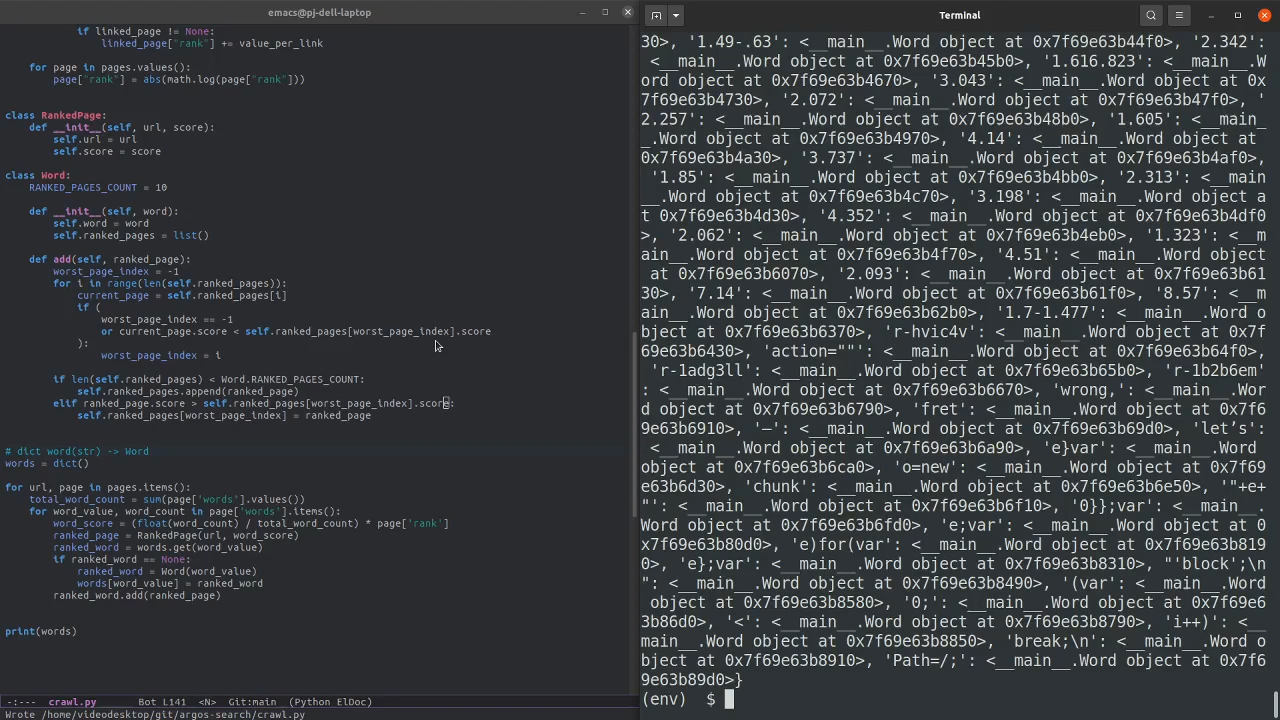 emacs@pj-dell-laptop
if linked_page != None:
linked_page["rank"] += value_per_link
for page in pages.values():
page["rank"] = abs(math.log(page["rank"]))
class RankedPage:
def __init__(self, url, score):
self.url = url
self.score = score
class Word:
RANKED_PAGES_COUNT = 10
def __init__(self, word):
self.word = word
self.ranked_pages = list()
def add(self, ranked_page):
worst_page_index = -1
for i in range(len(self.ranked_pages)):
current_page = self.ranked_pages[i]
if (
worst_page_index == -1
or current_page.score < self.ranked_pages[worst_page_index].score
):
worst_page_index = i
if len(self.ranked_pages) < Word.RANKED_PAGES_COUNT:
self.ranked_pages.append(ranked_page)
elif ranked_page.score > self.ranked_pages[worst_page_index].score:
self.ranked_pages[worst_page_index] = ranked_page
# dict word(str) -> Word
words = dict()
for url, page in pages.items():
total_word_count = sum(page['words'].values())
for word_value, word_count in page['words'].items():
word_score = (float(word_count) / total_word_count) * page['rank']
ranked_page = RankedPage(url, word_score)
ranked_word = words.get(word_value)
if ranked_word == None:
ranked_word = Word(word_value)
words[word_value] = ranked_word
ranked_word.add(ranked_page)
print(words)
-:--- crawl.py Bot L141 <N> Git:main (Python ElDoc)
Wrote /home/videodesktop/git/argos-search/crawl.py
Terminal
30>, '1.49-.63': <__main__.Word object at 0x7f69e63b44f0>, '2.342'
: <__main__.Word object at 0x7f69e63b45b0>, '1.616.823': <__main__.W
ord object at 0x7f69e63b4670>, '3.043': <__main__.Word object at 0x
7f69e63b4730>, '2.072': <__main__.Word object at 0x7f69e63b47f0>, '
2.257': <__main__.Word object at 0x7f69e63b48b0>, '1.605': <__main_
_.Word object at 0x7f69e63b4970>, '4.14': <__main__.Word object at 
0x7f69e63b4a30>, '3.737': <__main__.Word object at 0x7f69e63b4af0>,
'1.85': <__main__.Word object at 0x7f69e63b4bb0>, '2.313': <__main
__.Word object at 0x7f69e63b4c70>, '3.198': <__main__.Word object a
t 0x7f69e63b4d30>, '4.352': <__main__.Word object at 0x7f69e63b4df0
>, '2.062': <__main__.Word object at 0x7f69e63b4eb0>, '1.323': <__m
ain__.Word object at 0x7f69e63b4f70>, '4.51': <__main__.Word object
at 0x7f69e63b6070>, '2.093': <__main__.Word object at 0x7f69e63b61
30>, '7.14': <__main__.Word object at 0x7f69e63b61f0>, '8.57': <__m
ain__.Word object at 0x7f69e63b62b0>, '1.7-1.477': <__main__.Word o
bject at 0x7f69e63b6370>, 'r-hvic4v': <__main__.Word object at 0x7f
69e63b6430>, 'action=""': <__main__.Word object at 0x7f69e63b64f0>,
'r-1adg3ll': <__main__.Word object at 0x7f69e63b65b0>, 'r-1b2b6em'
: <__main__.Word object at 0x7f69e63b6670>, 'wrong,': <__main__.Wor
d object at 0x7f69e63b6790>, 'fret': <__main__.Word object at 0x7f6
9e63b6910>, '—': <__main__.Word object at 0x7f69e63b69d0>, 'let’s':
<__main__.Word object at 0x7f69e63b6a90>, 'e}var': <__main__.Word 
object at 0x7f69e63b6ca0>, 'o=new': <__main__.Word object at 0x7f69
e63b6d30>, 'chunk': <__main__.Word object at 0x7f69e63b6e50>, '"+e+
"': <__main__.Word object at 0x7f69e63b6f10>, '0}};var': <__main__.
Word object at 0x7f69e63b6fd0>, 'e;var': <__main__.Word object at 0
x7f69e63b80d0>, 'e)for(var': <__main__.Word object at 0x7f69e63b819
0>, 'e};var': <__main__.Word object at 0x7f69e63b8310>, "'block';\n
": <__main__.Word object at 0x7f69e63b8490>, '(var': <__main__.Word
object at 0x7f69e63b8580>, '0;': <__main__.Word object at 0x7f69e6
3b86d0>, '<': <__main__.Word object at 0x7f69e63b8790>, 'i++)': <__
main__.Word object at 0x7f69e63b8850>, 'break;\n': <__main__.Word o
bject at 0x7f69e63b8910>, 'Path=/;': <__main__.Word object at 0x7f6
9e63b89d0>}
(env) $